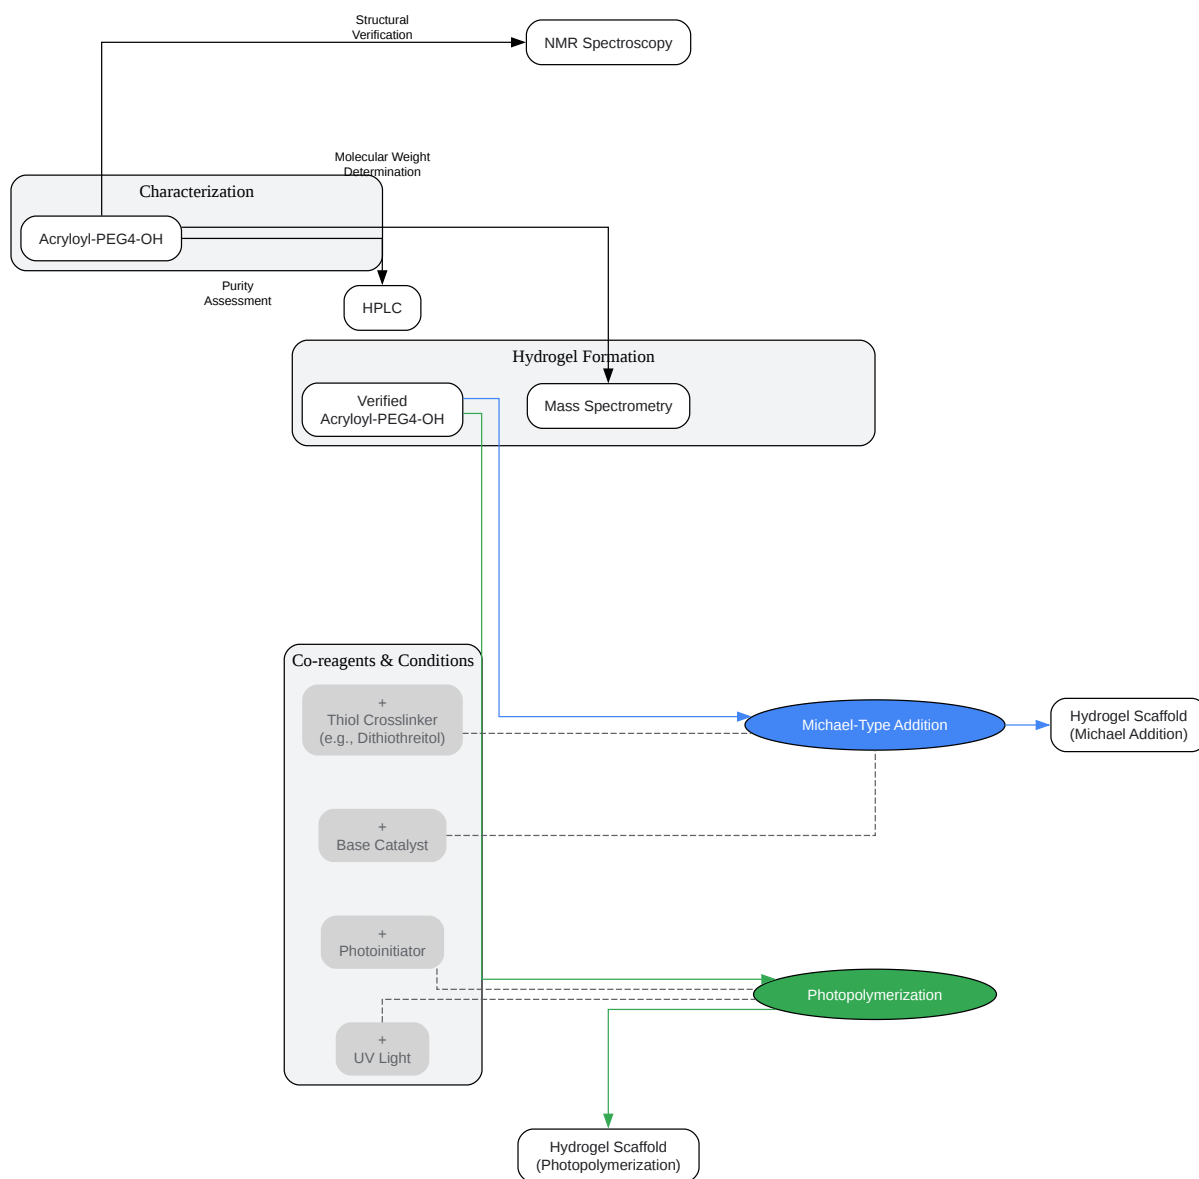 Structural
Verification
NMR Spectroscopy
Molecular Weight
Determination
Characterization
Acryloyl-PEG4-OH
Purity
Assessment
HPLC
Hydrogel Formation
Verified
Acryloyl-PEG4-OH
Mass Spectrometry
Co-reagents & Conditions
+
Thiol Crosslinker
(e.g., Dithiothreitol)
Michael-Type Addition
Hydrogel Scaffold
(Michael Addition)
+
Base Catalyst
+
Photoinitiator
Photopolymerization
+
UV Light
Hydrogel Scaffold
(Photopolymerization)